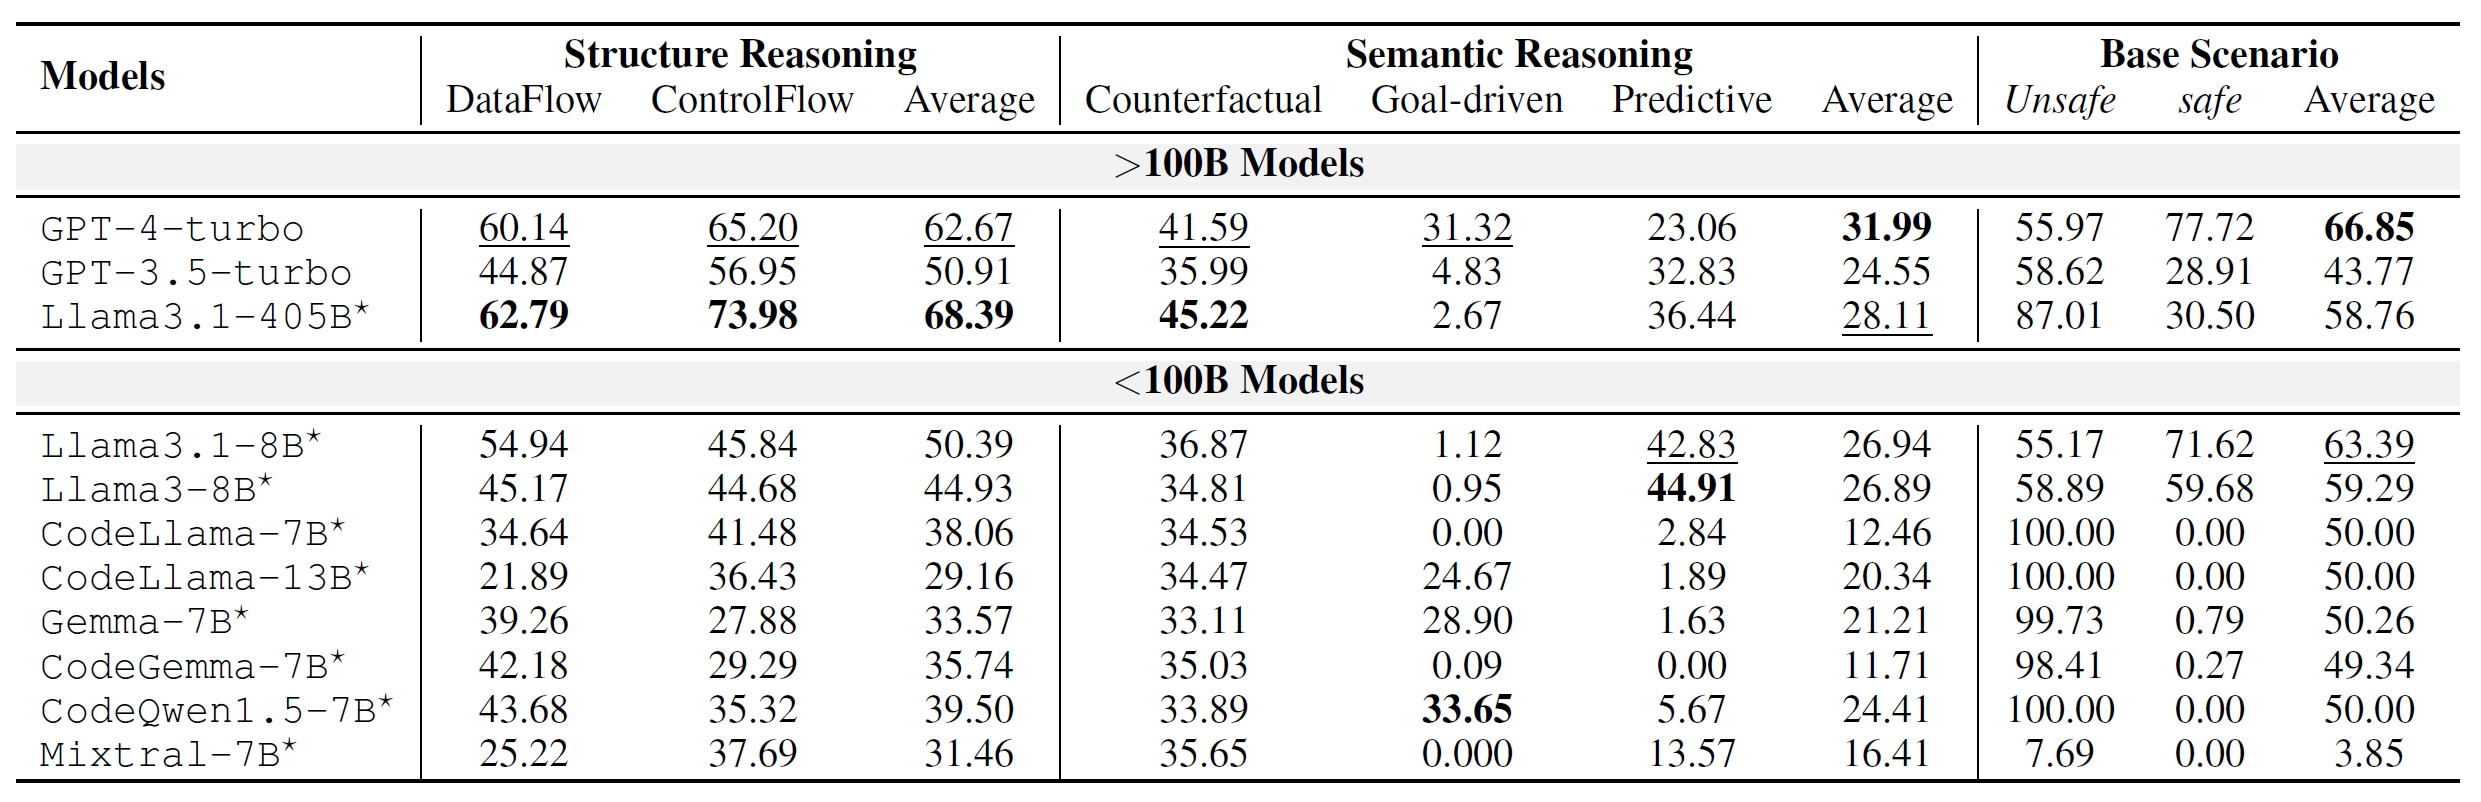 Models Structure Reasoning Semantic Reasoning Base Scenario
DataFlow ControlFlow Average Counterfactual Goal-driven Predictive Average Unsafe safe Average
>100B Models
GPT-4-turbo 60.14 65.20 62.67 41.59 31.32 23.06 31.99 55.97 77.72 66.85
GPT-3.5-turbo 44.87 56.95 50.91 35.99 4.83 32.83 24.55 58.62 28.91 43.77
Llama3.1-405B* 62.79 73.98 68.39 45.22 2.67 36.44 28.11 87.01 30.50 58.76
<100B Models
Llama3.1-8B* 54.94 45.84 50.39 36.87 1.12 42.83 26.94 55.17 71.62 63.39
Llama3-8B* 45.17 44.68 44.93 34.81 0.95 44.91 26.89 58.89 59.68 59.29
CodeLlama-7B* 34.64 41.48 38.06 34.53 0.00 2.84 12.46 100.00 0.00 50.00
CodeLlama-13B* 21.89 36.43 29.16 34.47 24.67 1.89 20.34 100.00 0.00 50.00
Gemma-7B* 39.26 27.88 33.57 33.11 28.90 1.63 21.21 99.73 0.79 50.26
CodeGemma-7B* 42.18 29.29 35.74 35.03 0.09 0.00 11.71 98.41 0.27 49.34
CodeQwen1.5-7B* 43.68 35.32 39.50 33.89 33.65 5.67 24.41 100.00 0.00 50.00
Mixtral-7B* 25.22 37.69 31.46 35.65 0.000 13.57 16.41 7.69 0.00 3.85